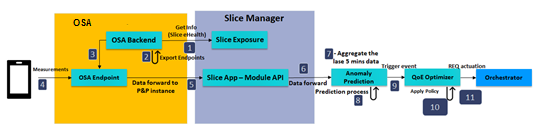 OSA
Slice Manager
Get Info
(Slice eHealth)
OSA Backend
Slice Exposure
1
2
Export Endpoints
3
7
- Aggregate the
lase 5 mins data
Measurements
4
OSA Endpoint
Data forward to
P&P instance
5
Slice App – Module API
6
Data forward
Anomaly
Prediction
Prediction process
8
Trigger event
9
QoE Optimizer
Apply Policy
10
REQ actuation
11
Orchestrator